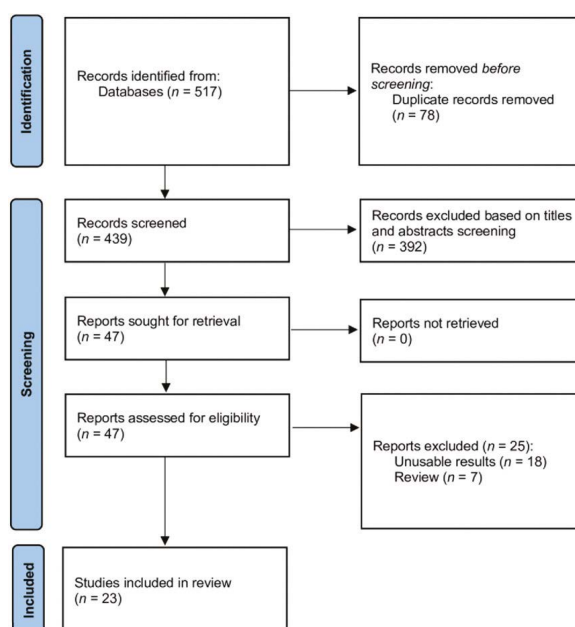 Identification
Records identified from:
Databases (n = 517)
Records removed before
screening:
Duplicate records removed
(n = 78)
Screening
Records screened
(n = 439)
Records excluded based on titles
and abstracts screening
(n = 392)
Reports sought for retrieval
(n = 47)
Reports not retrieved
(n = 0)
Reports assessed for eligibility
(n = 47)
Reports excluded (n = 25):
Unusable results (n = 18)
Review (n = 7)
Included
Studies included in review
(n = 23)